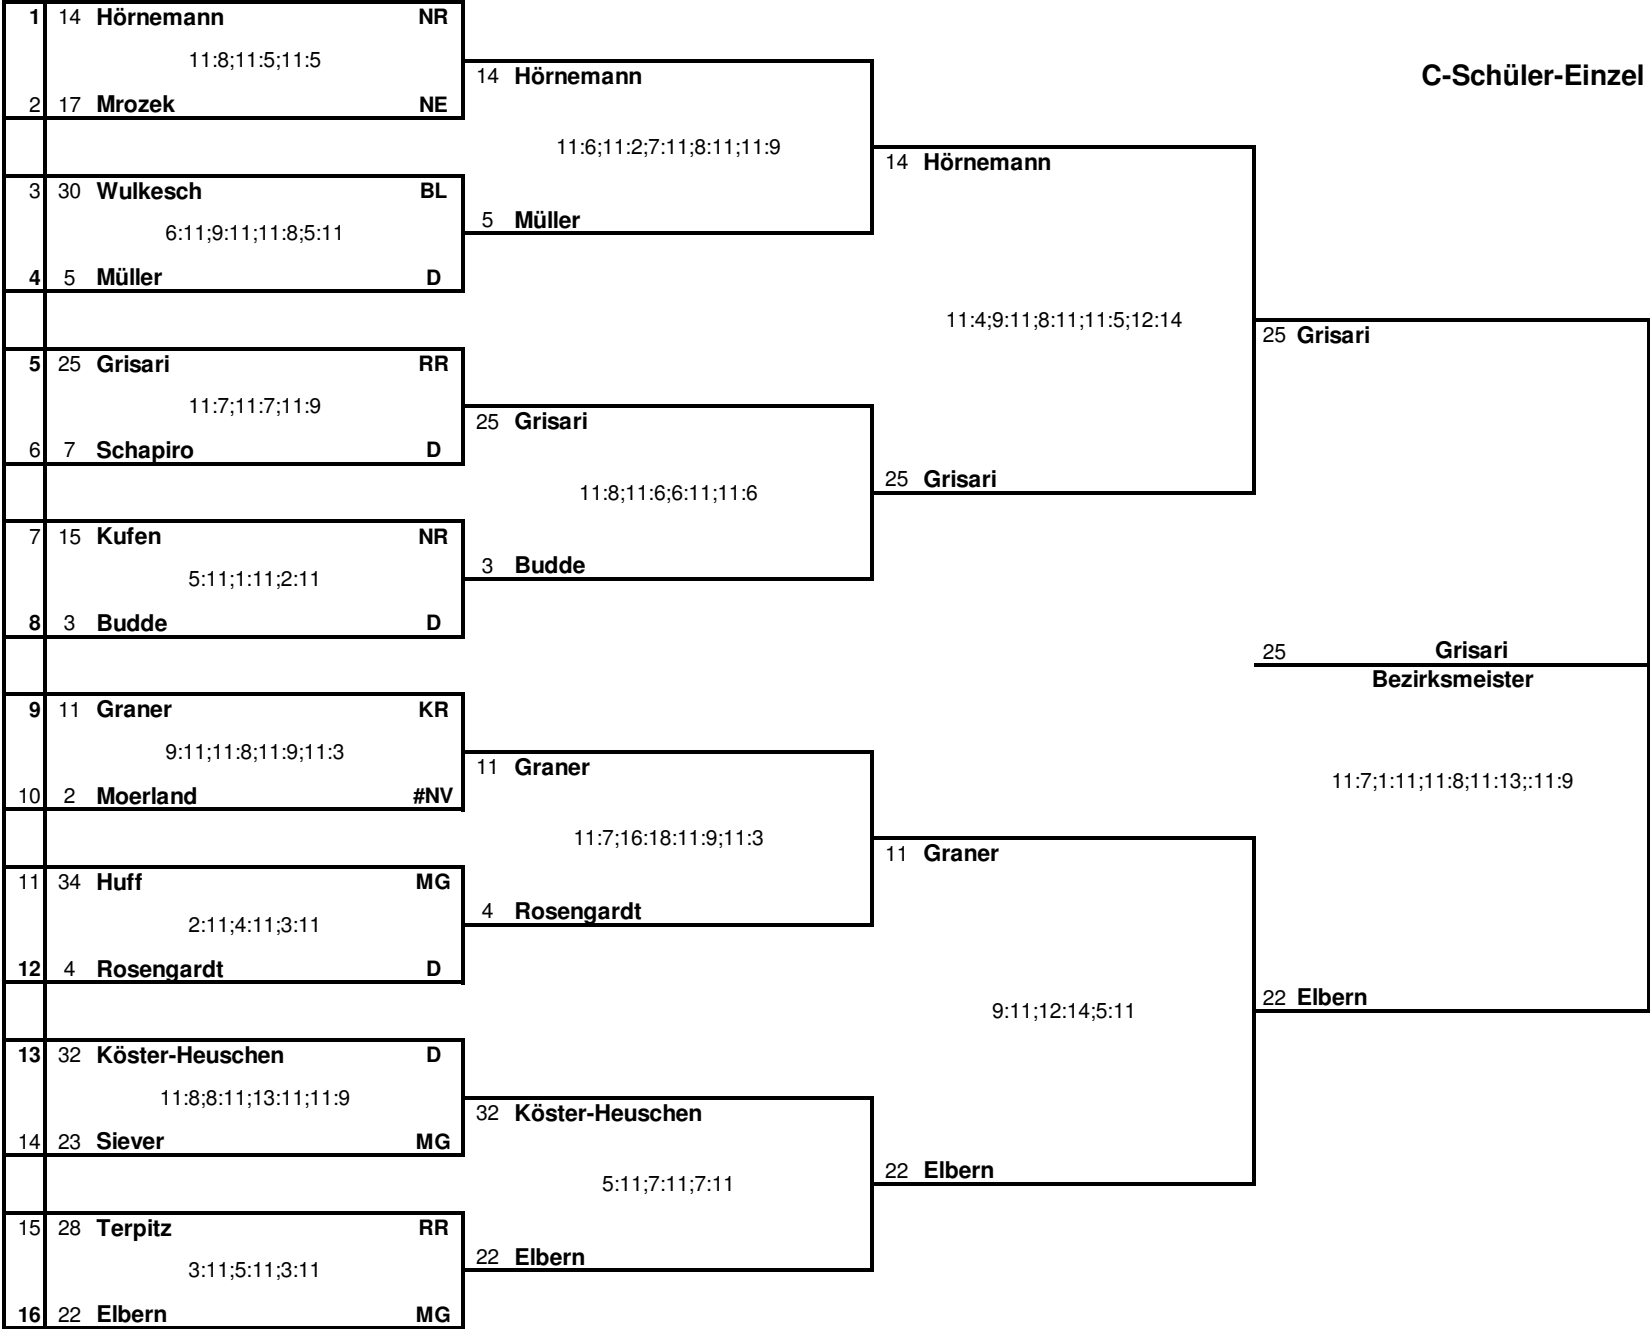 C-Schüler-Einzel
1 14 Hörnemann NR
11:8;11:5;11:5
2 17 Mrozek NE
3 30 Wulkesch BL
6:11;9:11;11:8;5:11
4 5 Müller D
5 25 Grisari RR
11:7;11:7;11:9
6 7 Schapiro D
7 15 Kufen NR
5:11;1:11;2:11
8 3 Budde D
9 11 Graner KR
9:11;11:8;11:9;11:3
10 2 Moerland #NV
11 34 Huff MG
2:11;4:11;3:11
12 4 Rosengardt D
13 32 Köster-Heuschen D
11:8;8:11;13:11;11:9
14 23 Siever MG
15 28 Terpitz RR
3:11;5:11;3:11
16 22 Elbern MG
14 Hörnemann
11:6;11:2;7:11;8:11;11:9
5 Müller
25 Grisari
11:8;11:6;6:11;11:6
3 Budde
11 Graner
11:7;16:18:11:9;11:3
4 Rosengardt
32 Köster-Heuschen
5:11;7:11;7:11
22 Elbern
14 Hörnemann
11:4;9:11;8:11;11:5;12:14
25 Grisari
11 Graner
9:11;12:14;5:11
22 Elbern
25 Grisari
25 Grisari
Bezirksmeister
11:7;1:11;11:8;11:13;:11:9
22 Elbern